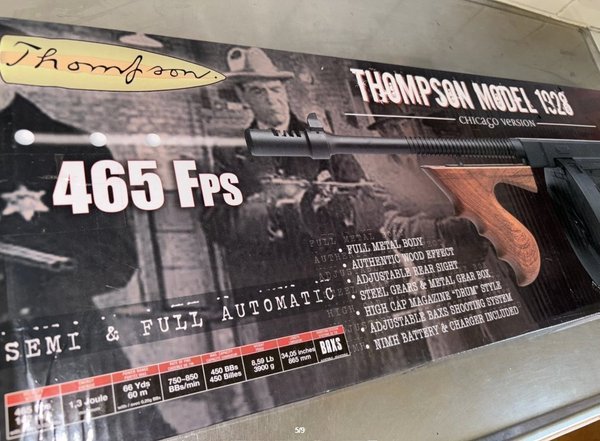 Thompson.
THOMPSON MODEL 1928
CHICAGO VERSION
465 FPS
• FULL METAL BODY
• AUTHENTIC WOOD EFFECT
• ADJUSTABLE REAR SIGHT
• STEEL GEARS & METAL GEAR BOX
• HIGH CAP MAGAZINE "DRUM" STYLE
• ADJUSTABLE BAXS SHOOTING SYSTEM
• NIMH BATTERY & CHARGER INCLUDED
SEMI & FULL AUTOMATIC
1,3 Joule
66 Yds
60 m
750-850
BBs/min
450 BBs
450 Billes
8,59 Lb
3900 g
34,05 inches
865 mm
BAXS
5/9